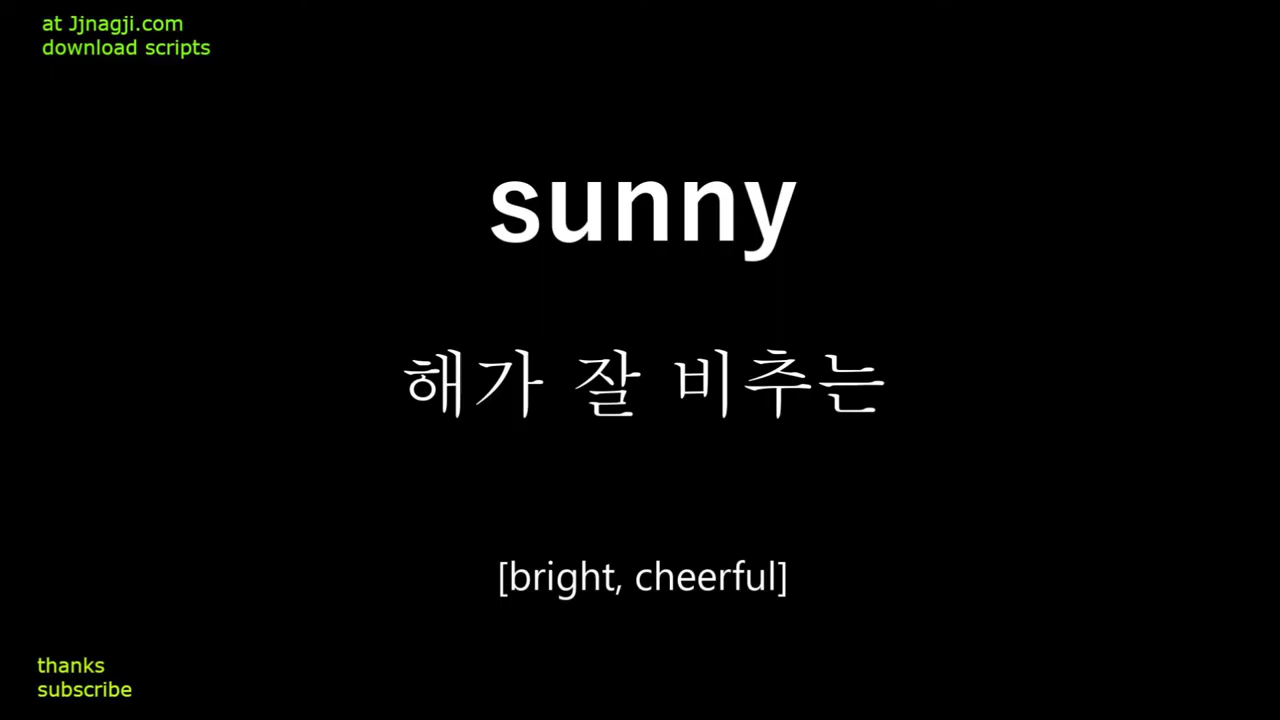 at Jjnagji.com
download scripts
sunny
해가 잘 비추는
[bright, cheerful]
thanks
subscribe